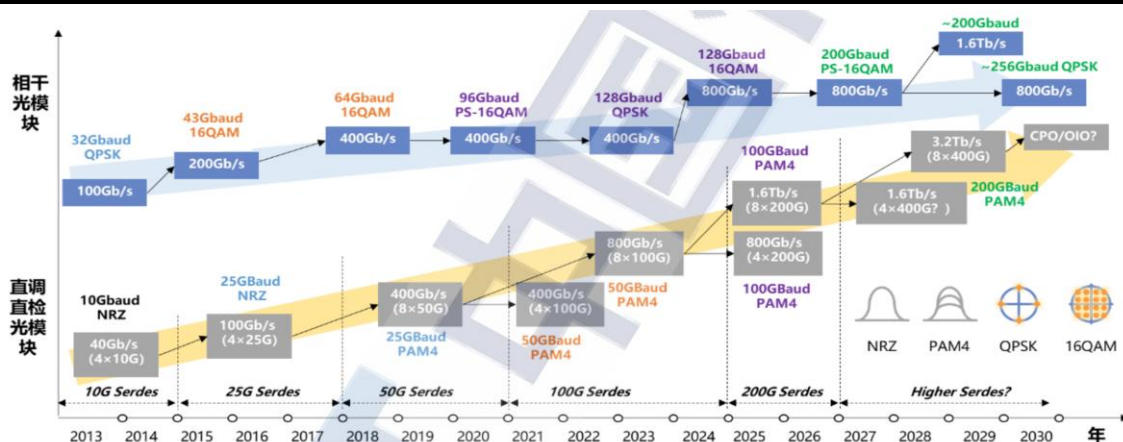 相干
光模
块
32Gbaud
QPSK
100Gb/s
43Gbaud
16QAM
200Gb/s
64Gbaud
16QAM
400Gb/s
96Gbaud
PS-16QAM
400Gb/s
128Gbaud
QPSK
400Gb/s
128Gbaud
16QAM
800Gb/s
200Gbaud
PS-16QAM
800Gb/s
~200Gbaud
1.6Tb/s
~256Gbaud QPSK
800Gb/s
直调
直检
光模
块
10Gbaud
NRZ
40Gb/s
(4×10G)
25GBaud
NRZ
100Gb/s
(4×25G)
400Gb/s
(8×50G)
25GBaud
PAM4
400Gb/s
(4×100G)
50GBaud
PAM4
800Gb/s
(8×100G)
50GBaud
PAM4
100GBaud
PAM4
1.6Tb/s
(8×200G)
800Gb/s
(4×200G)
100GBaud
PAM4
3.2Tb/s
(8×400G)
1.6Tb/s
(4×400G?)
200GBaud
PAM4
CPO/OIO?
NRZ
PAM4
QPSK
16QAM
10G Serdes
25G Serdes
50G Serdes
100G Serdes
200G Serdes
Higher Serdes?
2013 2014 2015 2016 2017 2018 2019 2020 2021 2022 2023 2024 2025 2026 2027 2028 2029 2030 年